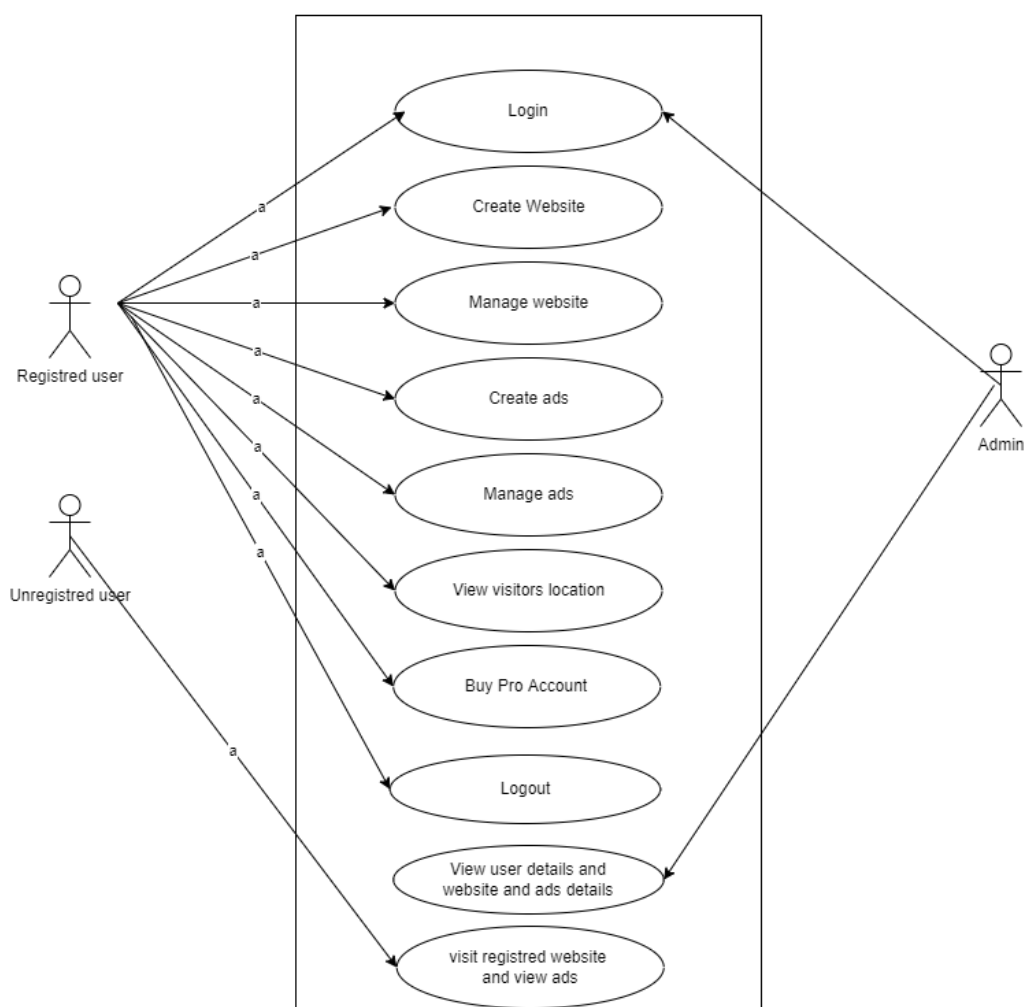 Login
a
Create Website
a
Manage website
a
Registred user
a
Create ads
a
Admin
a
Manage ads
a
Unregistred user
View visitors location
a
Buy Pro Account
a
Logout
View user details and
website and ads details
visit registred website
and view ads